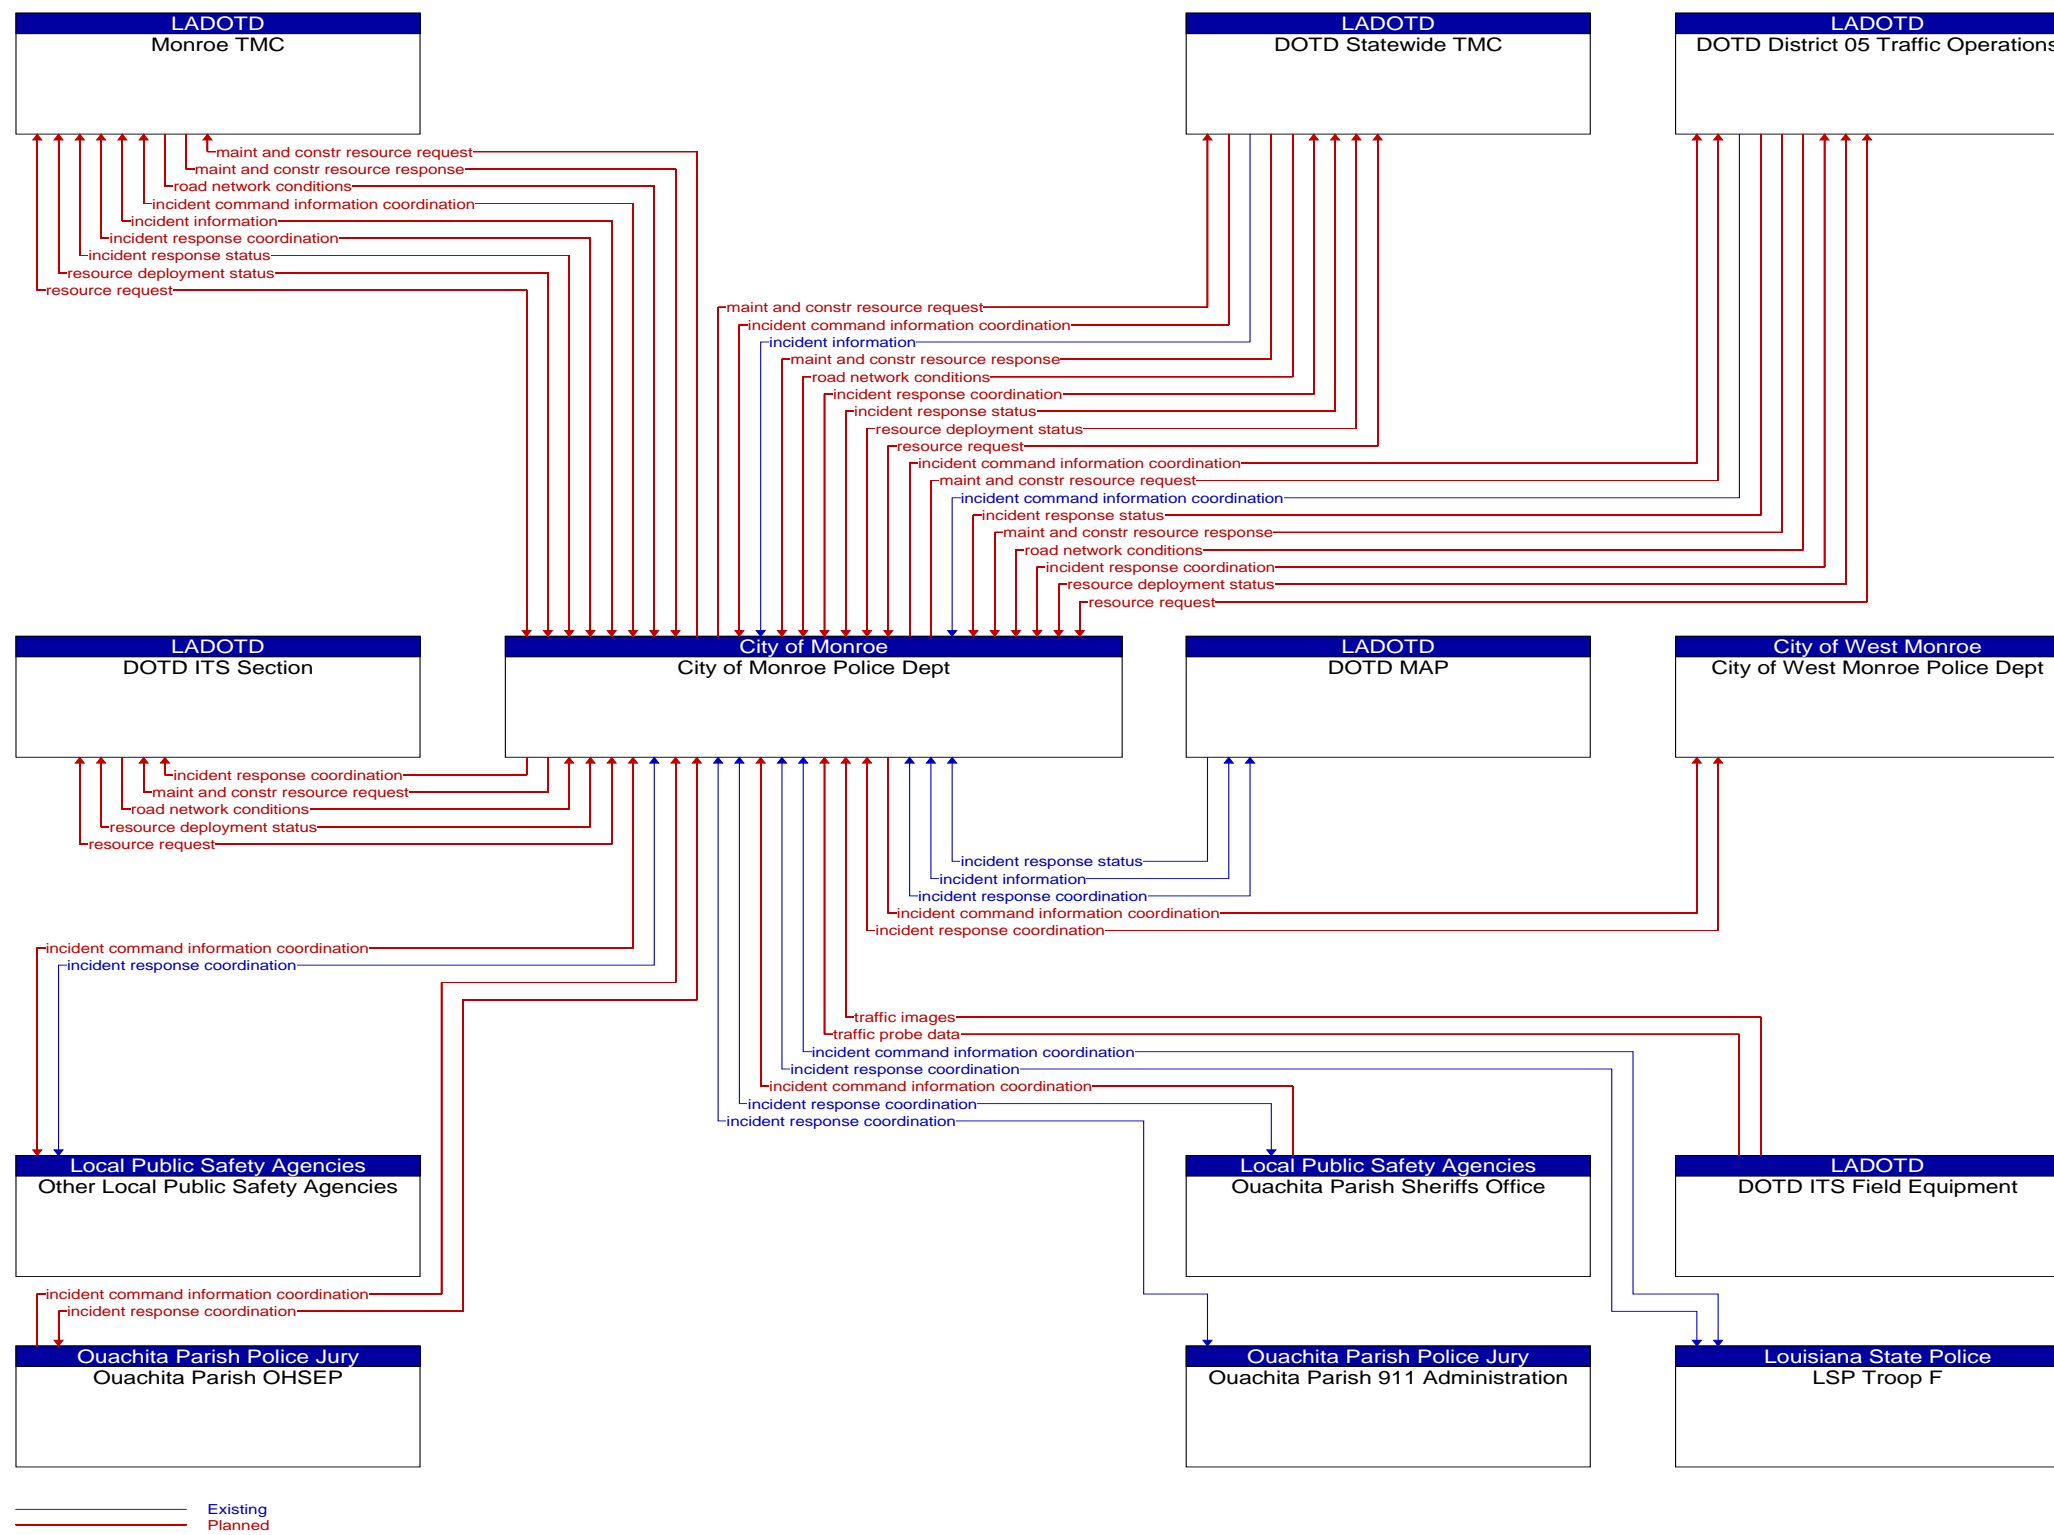 LADOTD
Monroe TMC
LADOTD
DOTD Statewide TMC
LADOTD
DOTD District 05 Traffic Operations
maint and constr resource request
maint and constr resource response
road network conditions
incident command information coordination
incident information
incident response coordination
incident response status
resource deployment status
resource request
maint and constr resource request
incident command information coordination
incident information
maint and constr resource response
road network conditions
incident response coordination
incident response status
resource deployment status
resource request
incident command information coordination
maint and constr resource request
incident command information coordination
incident response status
maint and constr resource response
road network conditions
incident response coordination
resource deployment status
resource request
LADOTD
DOTD ITS Section
City of Monroe
City of Monroe Police Dept
LADOTD
DOTD MAP
City of West Monroe
City of West Monroe Police Dept
incident response coordination
maint and constr resource request
road network conditions
resource deployment status
resource request
incident response status
incident information
incident response coordination
incident command information coordination
incident response coordination
incident command information coordination
incident response coordination
traffic images
traffic probe data
incident command information coordination
incident response coordination
incident command information coordination
incident response coordination
incident response coordination
Local Public Safety Agencies
Other Local Public Safety Agencies
Local Public Safety Agencies
Ouachita Parish Sheriffs Office
LADOTD
DOTD ITS Field Equipment
incident command information coordination
incident response coordination
Ouachita Parish Police Jury
Ouachita Parish OHSEP
Ouachita Parish Police Jury
Ouachita Parish 911 Administration
Louisiana State Police
LSP Troop F
Existing
Planned